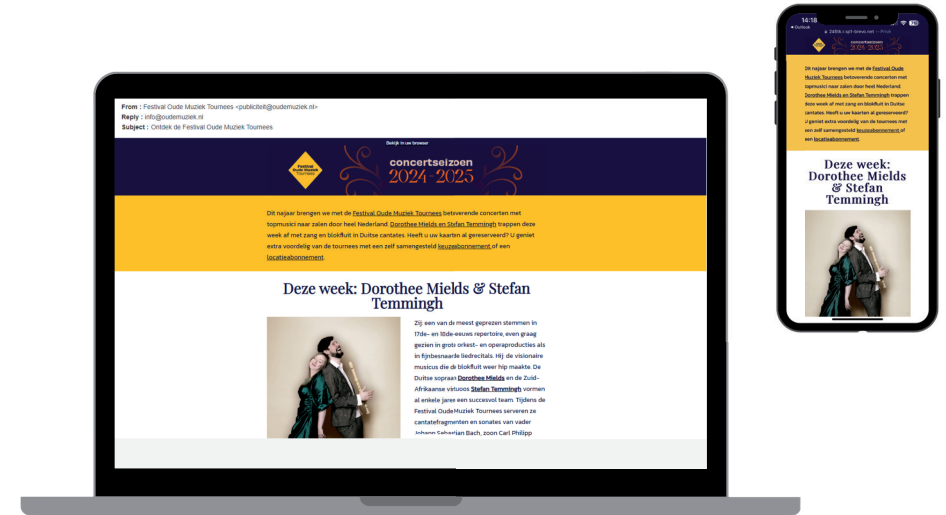 From : Festival Oude Muziek Tournees <publiciteit@oudemuziek.nl>
Reply : info@oudemuziek.nl
Subject : Ontdek de Festival Oude Muziek Tournees
Bekijk in uw browser
Festival
Oude Muziek
Tournees
concertseizoen
2024-2025
Dit najaar brengen we met de Festival Oude Muziek Tournees betoverende concerten met
topmusici naar zalen door heel Nederland. Dorothee Mields en Stefan Temmingh trappen deze
week af met zang en blokfluit in Duitse cantates. Heeft u uw kaarten al gereserveerd? U geniet
extra voordelig van de tournees met een zelf samengesteld keuzeabonnement of een
locatieabonnement.
Deze week: Dorothee Mields & Stefan
Temmingh
Zij: een van de meest geprezen stemmen in
17de- en 18de-eeuws repertoire, even graag
gezien in grote orkest- en operaproducties als
in fijnbesnaarde liedrecitals. Hij: de visionaire
musicus die de blokfluit weer hip maakte. De
Duitse sopraan Dorothee Mields en de Zuid-
Afrikaanse virtuoos Stefan Temmingh vormen
al enkele jaren een succesvol team. Tijdens de
Festival Oude Muziek Tournees serveren ze
cantatefragmenten en sonates van vader
Johann Sebastian Bach, zoon Carl Philipp
14:18
Outlook
concertseizoen
2024-2025
Dit najaar brengen we met de Festival Oude
Muziek Tournees betoverende concerten met
topmusici naar zalen door heel Nederland.
Dorothee Mields en Stefan Temmingh trappen
deze week af met zang en blokfluit in Duitse
cantates. Heeft u uw kaarten al gereserveerd?
U geniet extra voordelig van de tournees met
een zelf samengesteld keuzeabonnement of
een locatieabonnement.
Deze week:
Dorothee Mields
& Stefan
Temmingh